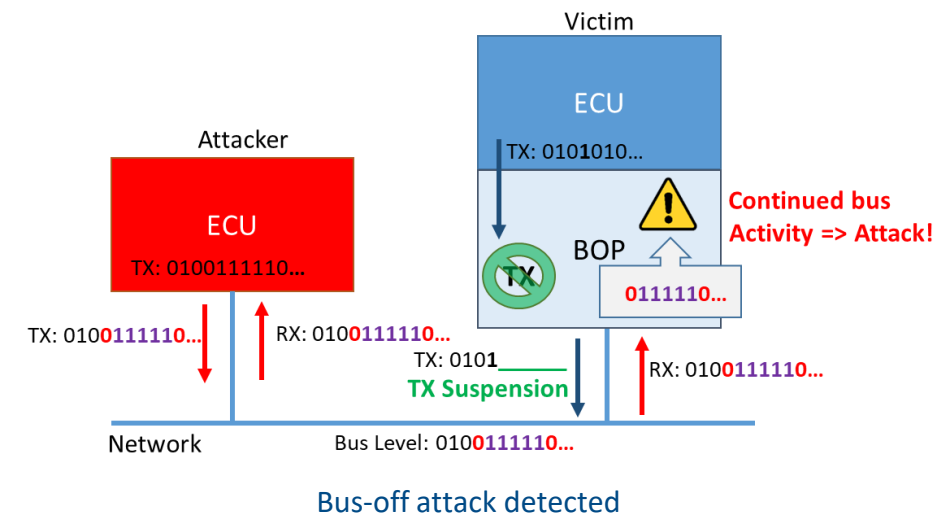 Victim
ECU
TX: 0101010...
Attacker
ECU
TX: 0100111110...
Continued bus
Activity => Attack!
BOP
TX
0111110...
TX: 0100111110...
RX: 0100111110...
TX: 0101______
TX Suspension
RX: 0100111110...
Network
Bus Level: 0100111110...
Bus-off attack detected